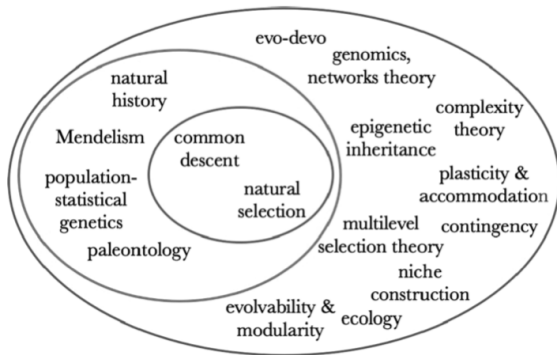 evo-devo
genomics,
networks theory
natural
history
complexity
theory
Mendelism
common
descent
epigenetic
inheritance
population-
statistical
genetics
natural
selection
plasticity &
accommodation
paleontology
multilevel
selection theory
contingency
niche
construction
evolvability &
modularity
ecology